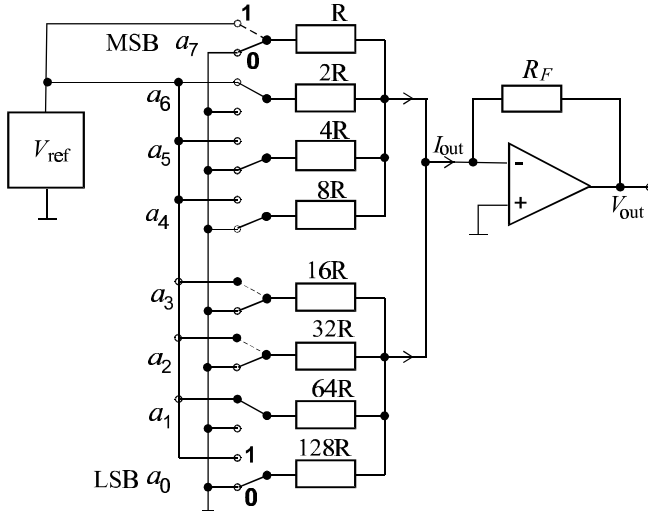 1
R
MSB a7
0
2R
a6
RF
Vref
4R
a5
Iout
-
8R
a4
+
Vout
16R
a3
32R
a2
64R
a1
1
128R
LSB a0
0